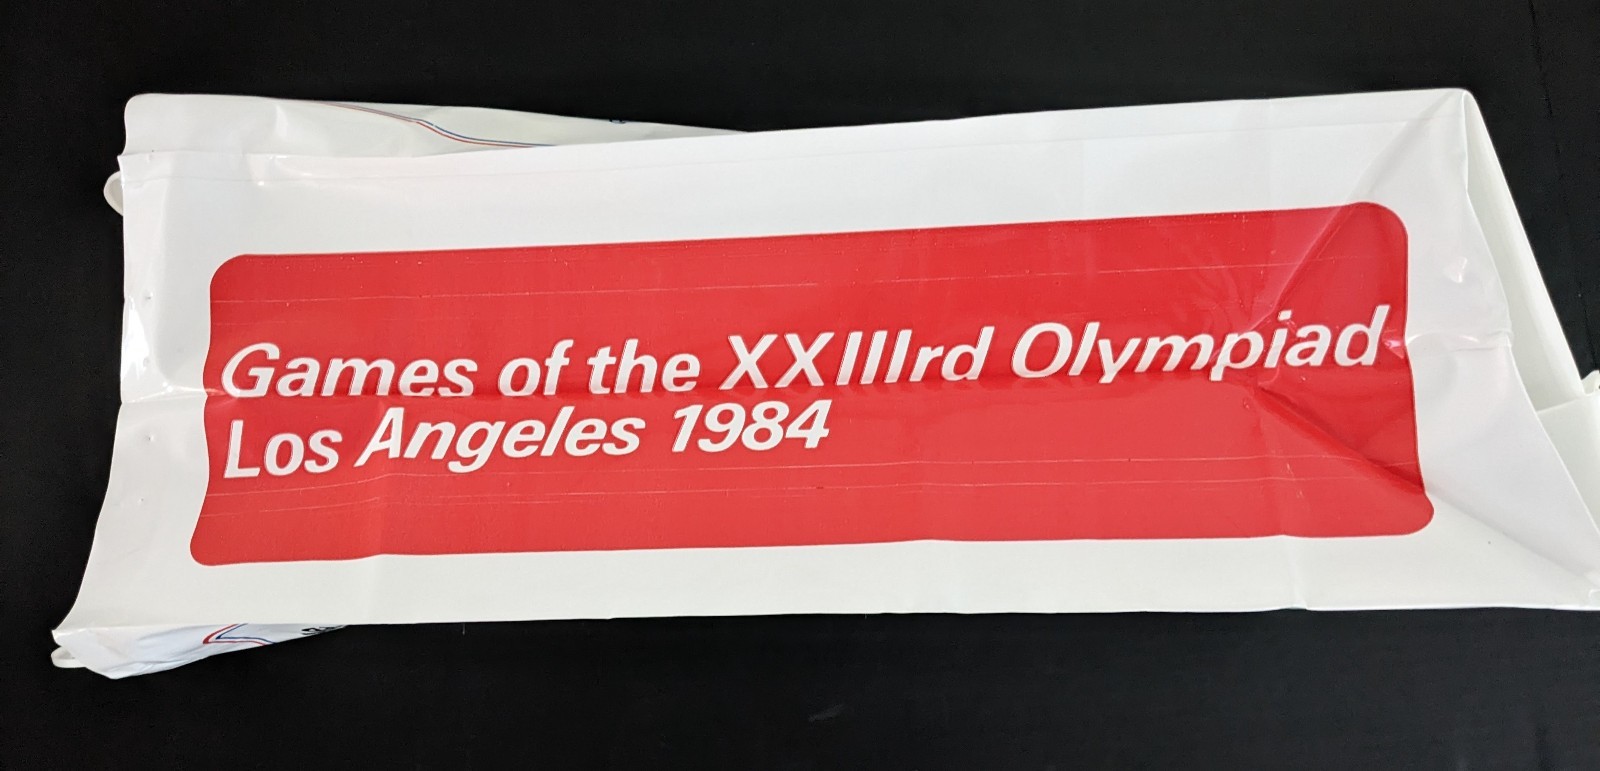 Games of the XXIIIrd Olympiad
Los Angeles 1984